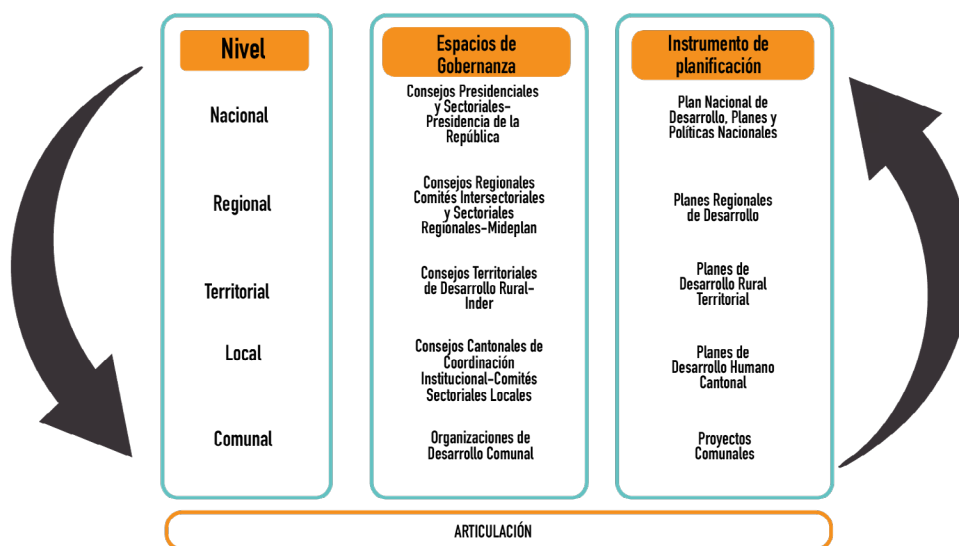 Nivel
Espacios de
Gobernanza
Instrumento de
planificación
Nacional
Consejos Presidenciales
y Sectoriales-
Presidencia de la
República
Plan Nacional de
Desarrollo, Planes y
Políticas Nacionales
Regional
Consejos Regionales
Comités Intersectoriales
y Sectoriales
Regionales-Mideplan
Planes Regionales
de Desarrollo
Territorial
Consejos Territoriales
de Desarrollo Rural-
Inder
Planes de
Desarrollo Rural
Territorial
Local
Consejos Cantonales de
Coordinación
Institucional-Comités
Sectoriales Locales
Planes de
Desarrollo Humano
Cantonal
Comunal
Organizaciones de
Desarrollo Comunal
Proyectos
Comunales
ARTICULACIÓN